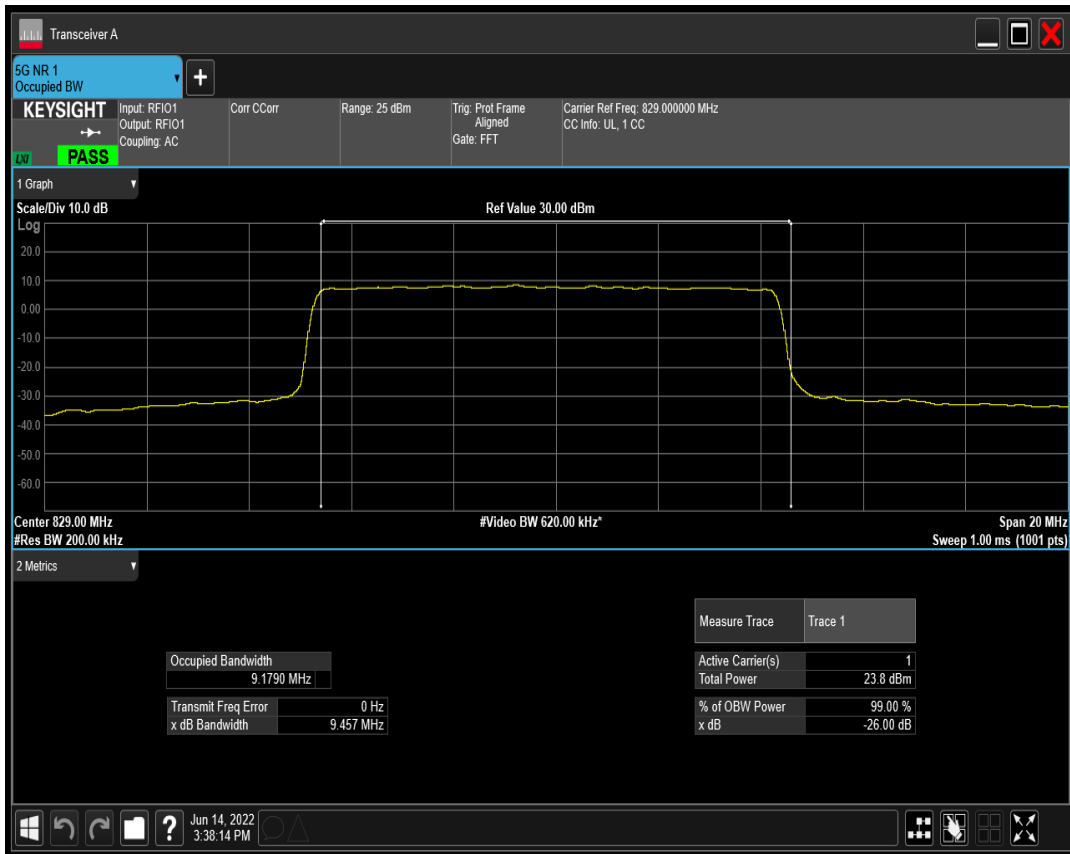 Transceiver A
5G NR 1
Occupied BW
+
KEYSIGHT
LXI
PASS
Input: RFIO1
Output: RFIO1
Coupling: AC
Corr CCorr
Range: 25 dBm
Trig: Prot Frame
Aligned
Gate: FFT
Carrier Ref Freq: 829.000000 MHz
CC Info: UL, 1 CC
1 Graph
Scale/Div 10.0 dB
Ref Value 30.00 dBm
Log
20.0
10.0
0.00
-10.0
-20.0
-30.0
-40.0
-50.0
-60.0
Center 829.00 MHz
#Video BW 620.00 kHz*
Span 20 MHz
#Res BW 200.00 kHz
Sweep 1.00 ms (1001 pts)
2 Metrics
Measure Trace Trace 1
Occupied Bandwidth
9.1790 MHz
Active Carrier(s) 1
Total Power 23.8 dBm
Transmit Freq Error 0 Hz
x dB Bandwidth 9.457 MHz
% of OBW Power 99.00 %
x dB -26.00 dB
?
Jun 14, 2022
3:38:14 PM